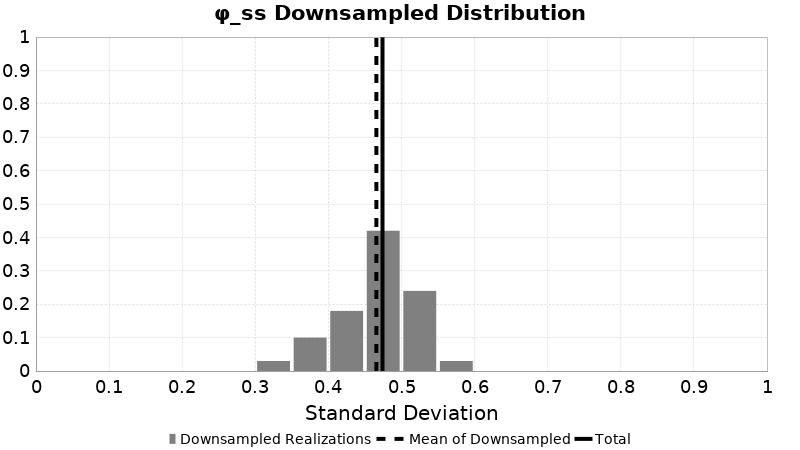 φ_ss Downsampled Distribution
1
0.9
0.8
0.7
0.6
0.5
0.4
0.3
0.2
0.1
0
0 0.1 0.2 0.3 0.4 0.5 0.6 0.7 0.8 0.9 1
Standard Deviation
Downsampled Realizations Mean of Downsampled Total